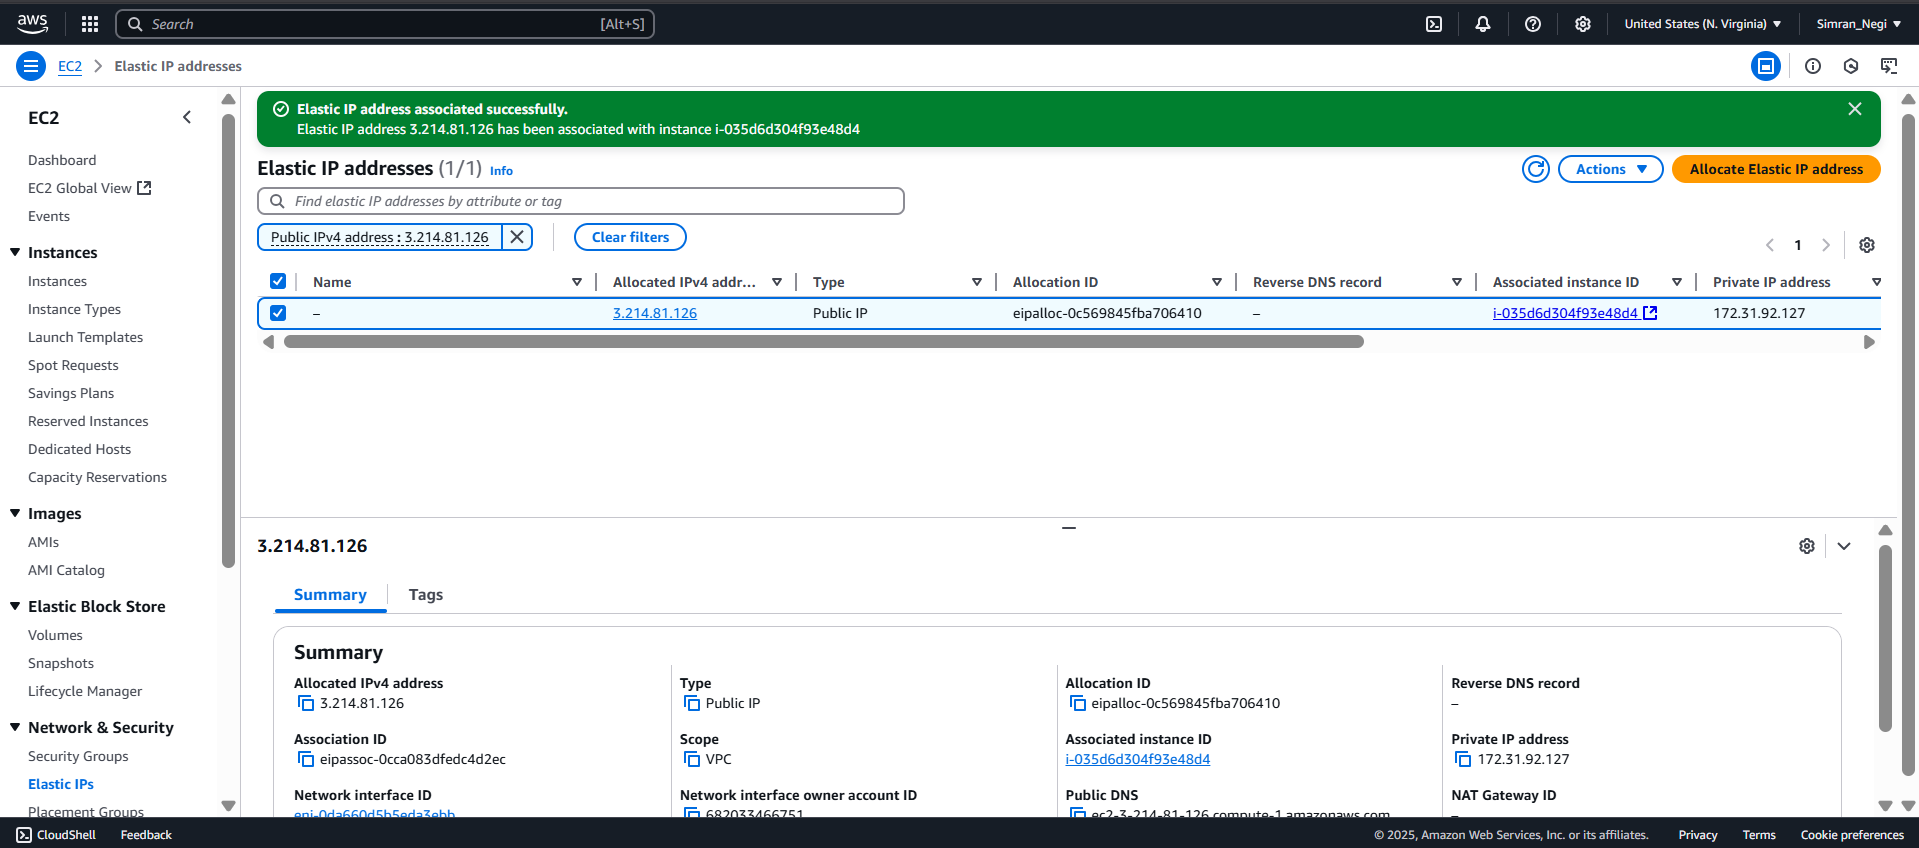 aws
Search [Alt+S]
United States (N. Virginia)
Simran_Negi
EC2 > Elastic IP addresses
EC2
Dashboard
EC2 Global View
Events
Instances
Instances
Instance Types
Launch Templates
Spot Requests
Savings Plans
Reserved Instances
Dedicated Hosts
Capacity Reservations
Images
AMIs
AMI Catalog
Elastic Block Store
Volumes
Snapshots
Lifecycle Manager
Network & Security
Security Groups
Elastic IPs
Placement Groups
Elastic IP address associated successfully.
Elastic IP address 3.214.81.126 has been associated with instance i-035d6d304f93e48d4
Elastic IP addresses (1/1) Info
Actions
Allocate Elastic IP address
Find elastic IP addresses by attribute or tag
Public IPv4 address : 3.214.81.126
Clear filters
1
Name Allocated IPv4 addr... Type Allocation ID Reverse DNS record Associated instance ID Private IP address
– 3.214.81.126 Public IP eipalloc-0c569845fba706410 – i-035d6d304f93e48d4 172.31.92.127
3.214.81.126
Summary Tags
Summary
Allocated IPv4 address Type Allocation ID Reverse DNS record
3.214.81.126 Public IP eipalloc-0c569845fba706410 –
Association ID Scope Associated instance ID Private IP address
eipassoc-0cca083dfedc4d2ec VPC i-035d6d304f93e48d4 172.31.92.127
Network interface ID Network interface owner account ID Public DNS NAT Gateway ID
eni-0da660d5b5eda3ebb 682033466751 ec2-3-214-81-126.compute-1.amazonaws.com –
CloudShell Feedback
© 2025, Amazon Web Services, Inc. or its affiliates. Privacy Terms Cookie preferences